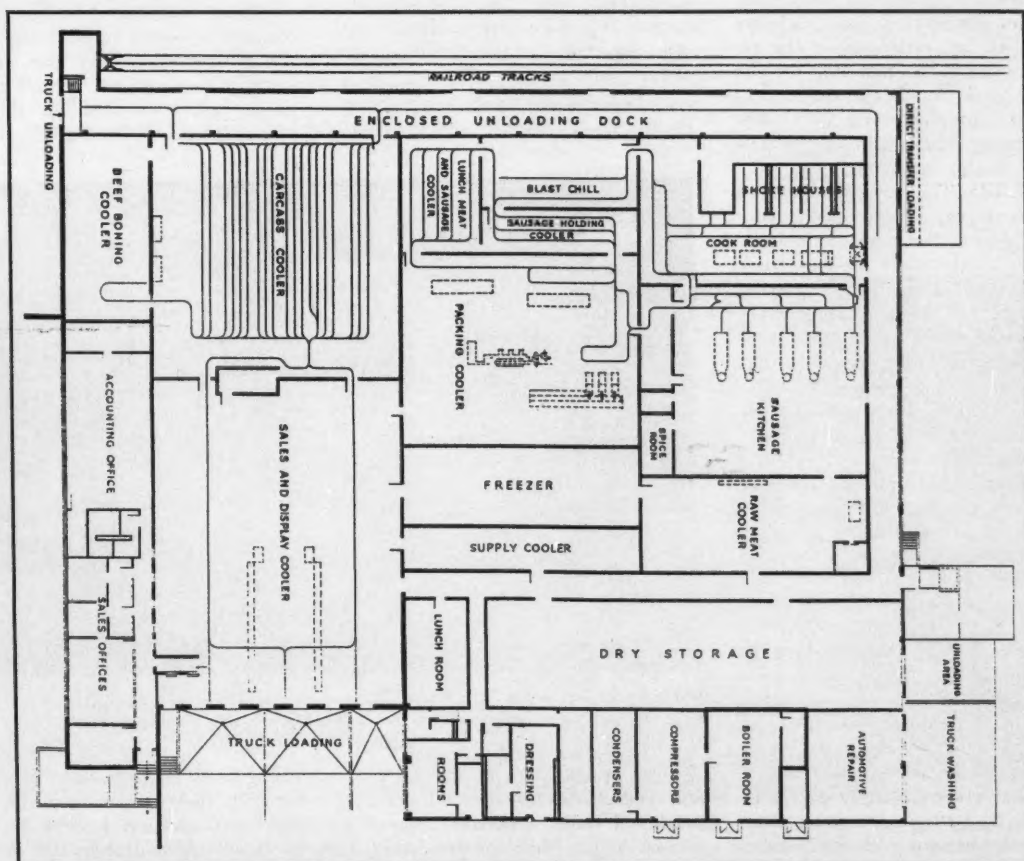 RAILROAD TRACKS
TRUCK UNLOADING
ENCLOSED UNLOADING DOCK
DIRECT TRANSFER LOADING
BEEF BONING
COOLER
CARCASS COOLER
LUNCH MEAT
AND SAUSAGE
COOLER
BLAST CHILL
SAUSAGE HOLDING
COOLER
SMOKE HOUSES
COOK ROOM
PACKING COOLER
ACCOUNTING OFFICE
SALES AND DISPLAY COOLER
SPICE
ROOM
SAUSAGE
KITCHEN
FREEZER
RAW MEAT
COOLER
SUPPLY COOLER
SALES OFFICES
LUNCH ROOM
DRY STORAGE
UNLOADING
AREA
TRUCK LOADING
ROOMS
DRESSING
CONDENSERS
COMPRESSORS
BOILER ROOM
AUTOMOTIVE
REPAIR
TRUCK WASHING